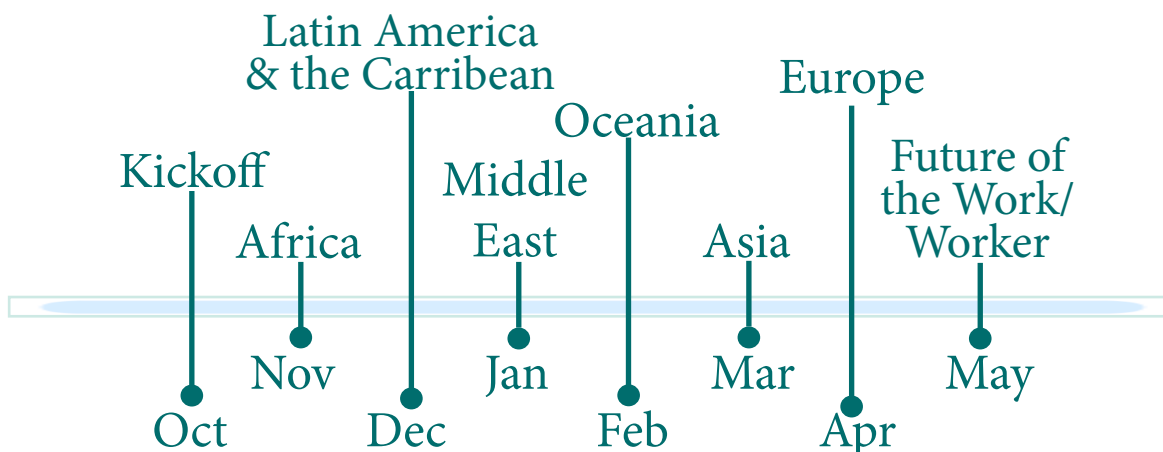 Latin America
& the Carribean
Europe
Oceania
Kickoff
Middle
East
Future of
the Work/
Worker
Africa
Asia
Nov
Jan
Mar
May
Oct
Dec
Feb
Apr